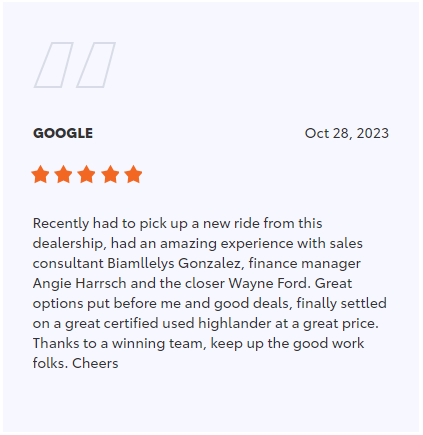 GOOGLE Oct 28, 2023
Recently had to pick up a new ride from this
dealership, had an amazing experience with sales
consultant Biamllelys Gonzalez, finance manager
Angie Harrsch and the closer Wayne Ford. Great
options put before me and good deals, finally settled
on a great certified used highlander at a great price.
Thanks to a winning team, keep up the good work
folks. Cheers